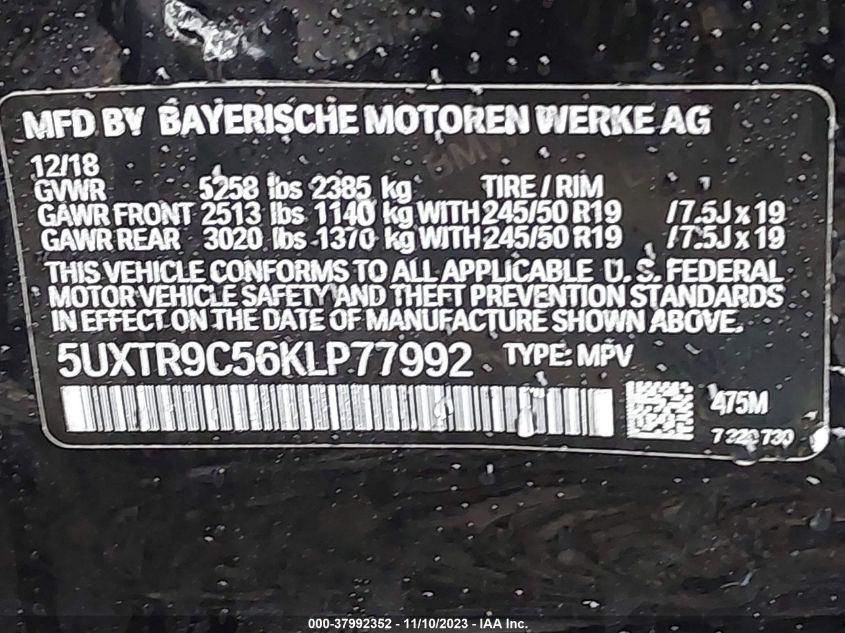 MFD BY BAYERISCHE MOTOREN WERKE AG
12/18
GVWR 5258 lbs 2385 kg TIRE / RIM
GAWR FRONT 2513 lbs 1140 kg WITH 245/50 R19 /7.5J x 19
GAWR REAR 3020 lbs 1370 kg WITH 245/50 R19 /7.5J x 19
THIS VEHICLE CONFORMS TO ALL APPLICABLE U.S. FEDERAL
MOTOR VEHICLE SAFETY AND THEFT PREVENTION STANDARDS
IN EFFECT ON THE DATE OF MANUFACTURE SHOWN ABOVE.
5UXTR9C56KLP77992 TYPE: MPV
475M
000-37992352 - 11/10/2023 - IAA Inc.